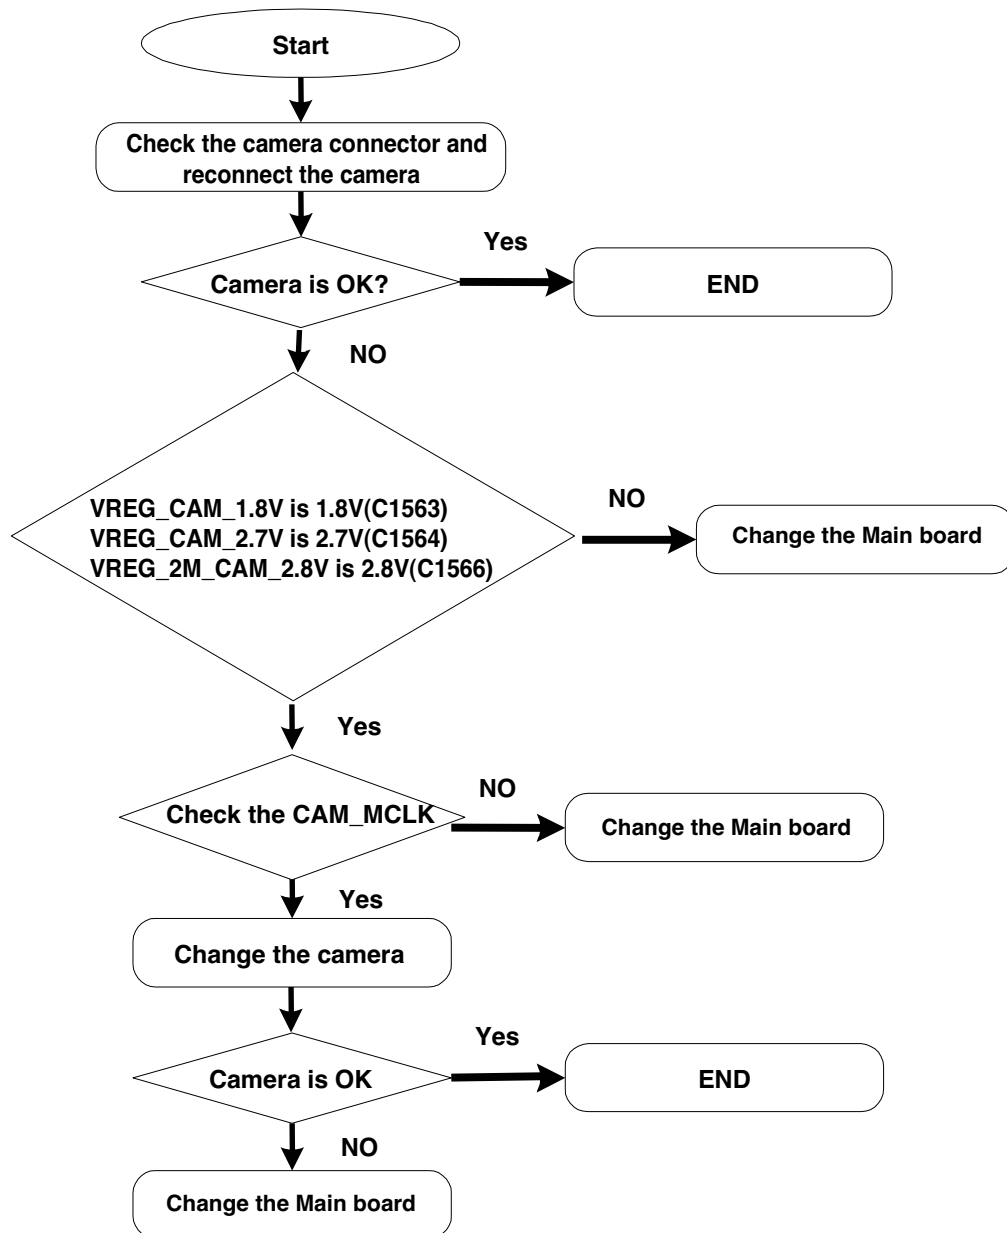 Start
Check the camera connector and
reconnect the camera
Yes
Camera is OK?
END
NO
VREG_CAM_1.8V is 1.8V(C1563)
VREG_CAM_2.7V is 2.7V(C1564)
VREG_2M_CAM_2.8V is 2.8V(C1566)
NO
Change the Main board
Yes
Check the CAM_MCLK
NO
Change the Main board
Yes
Change the camera
Yes
Camera is OK
END
NO
Change the Main board